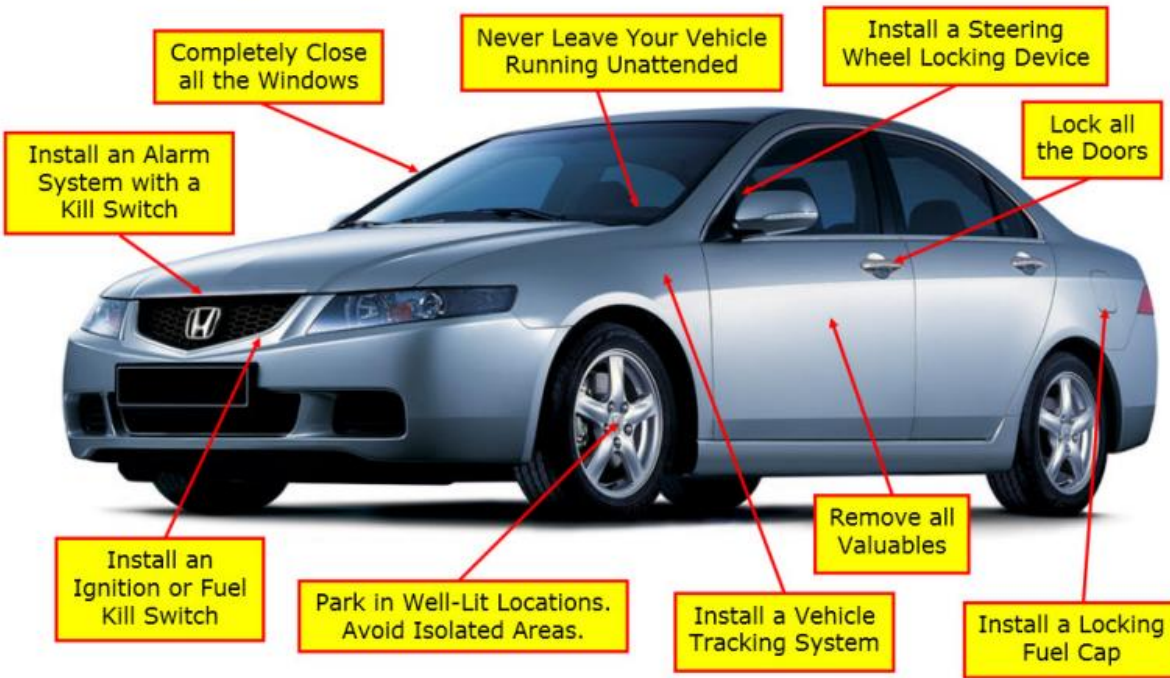 Completely Close
all the Windows
Never Leave Your Vehicle
Running Unattended
Install a Steering
Wheel Locking Device
Lock all
the Doors
Install an Alarm
System with a
Kill Switch
Install an
Ignition or Fuel
Kill Switch
Park in Well-Lit Locations.
Avoid Isolated Areas.
Install a Vehicle
Tracking System
Remove all
Valuables
Install a Locking
Fuel Cap